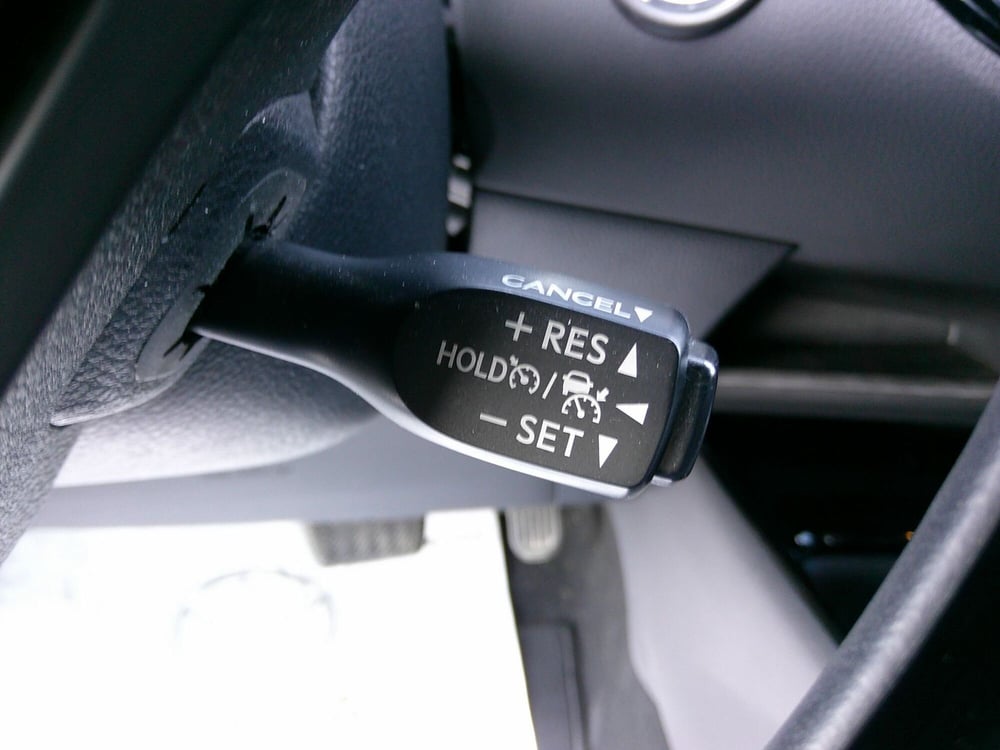 CANCEL
+ RES
HOLD /
− SET